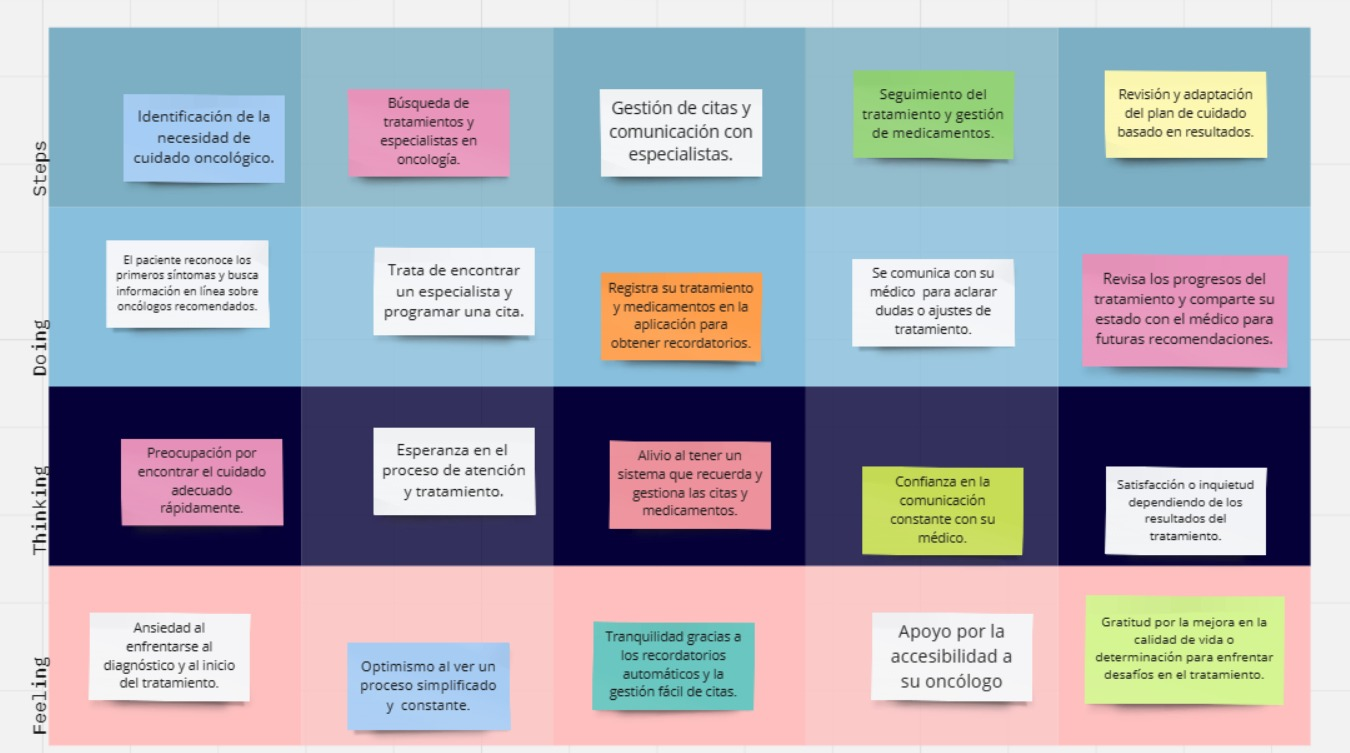 Steps
Identificación de la
necesidad de
cuidado oncológico.
Búsqueda de
tratamientos y
especialistas en
oncología.
Gestión de citas y
comunicación con
especialistas.
Seguimiento del
tratamiento y gestión
de medicamentos.
Revisión y adaptación
del plan de cuidado
basado en resultados.
Doing
El paciente reconoce los
primeros síntomas y busca
información en línea sobre
oncólogos recomendados.
Trata de encontrar
un especialista y
programar una cita.
Registra su tratamiento
y medicamentos en la
aplicación para
obtener recordatorios.
Se comunica con su
médico para aclarar
dudas o ajustes de
tratamiento.
Revisa los progresos del
tratamiento y comparte su
estado con el médico para
futuras recomendaciones.
Thinking
Preocupación por
encontrar el cuidado
adecuado
rápidamente.
Esperanza en el
proceso de atención
y tratamiento.
Alivio al tener un
sistema que recuerda y
gestiona las citas y
medicamentos.
Confianza en la
comunicación
constante con su
médico.
Satisfacción o inquietud
dependiendo de los
resultados del
tratamiento.
Feeling
Ansiedad al
enfrentarse al
diagnóstico y al inicio
del tratamiento.
Optimismo al ver un
proceso simplificado
y constante.
Tranquilidad gracias a
los recordatorios
automáticos y la
gestión fácil de citas.
Apoyo por la
accesibilidad a
su oncólogo
Gratitud por la mejora en la
calidad de vida o
determinación para enfrentar
desafíos en el tratamiento.